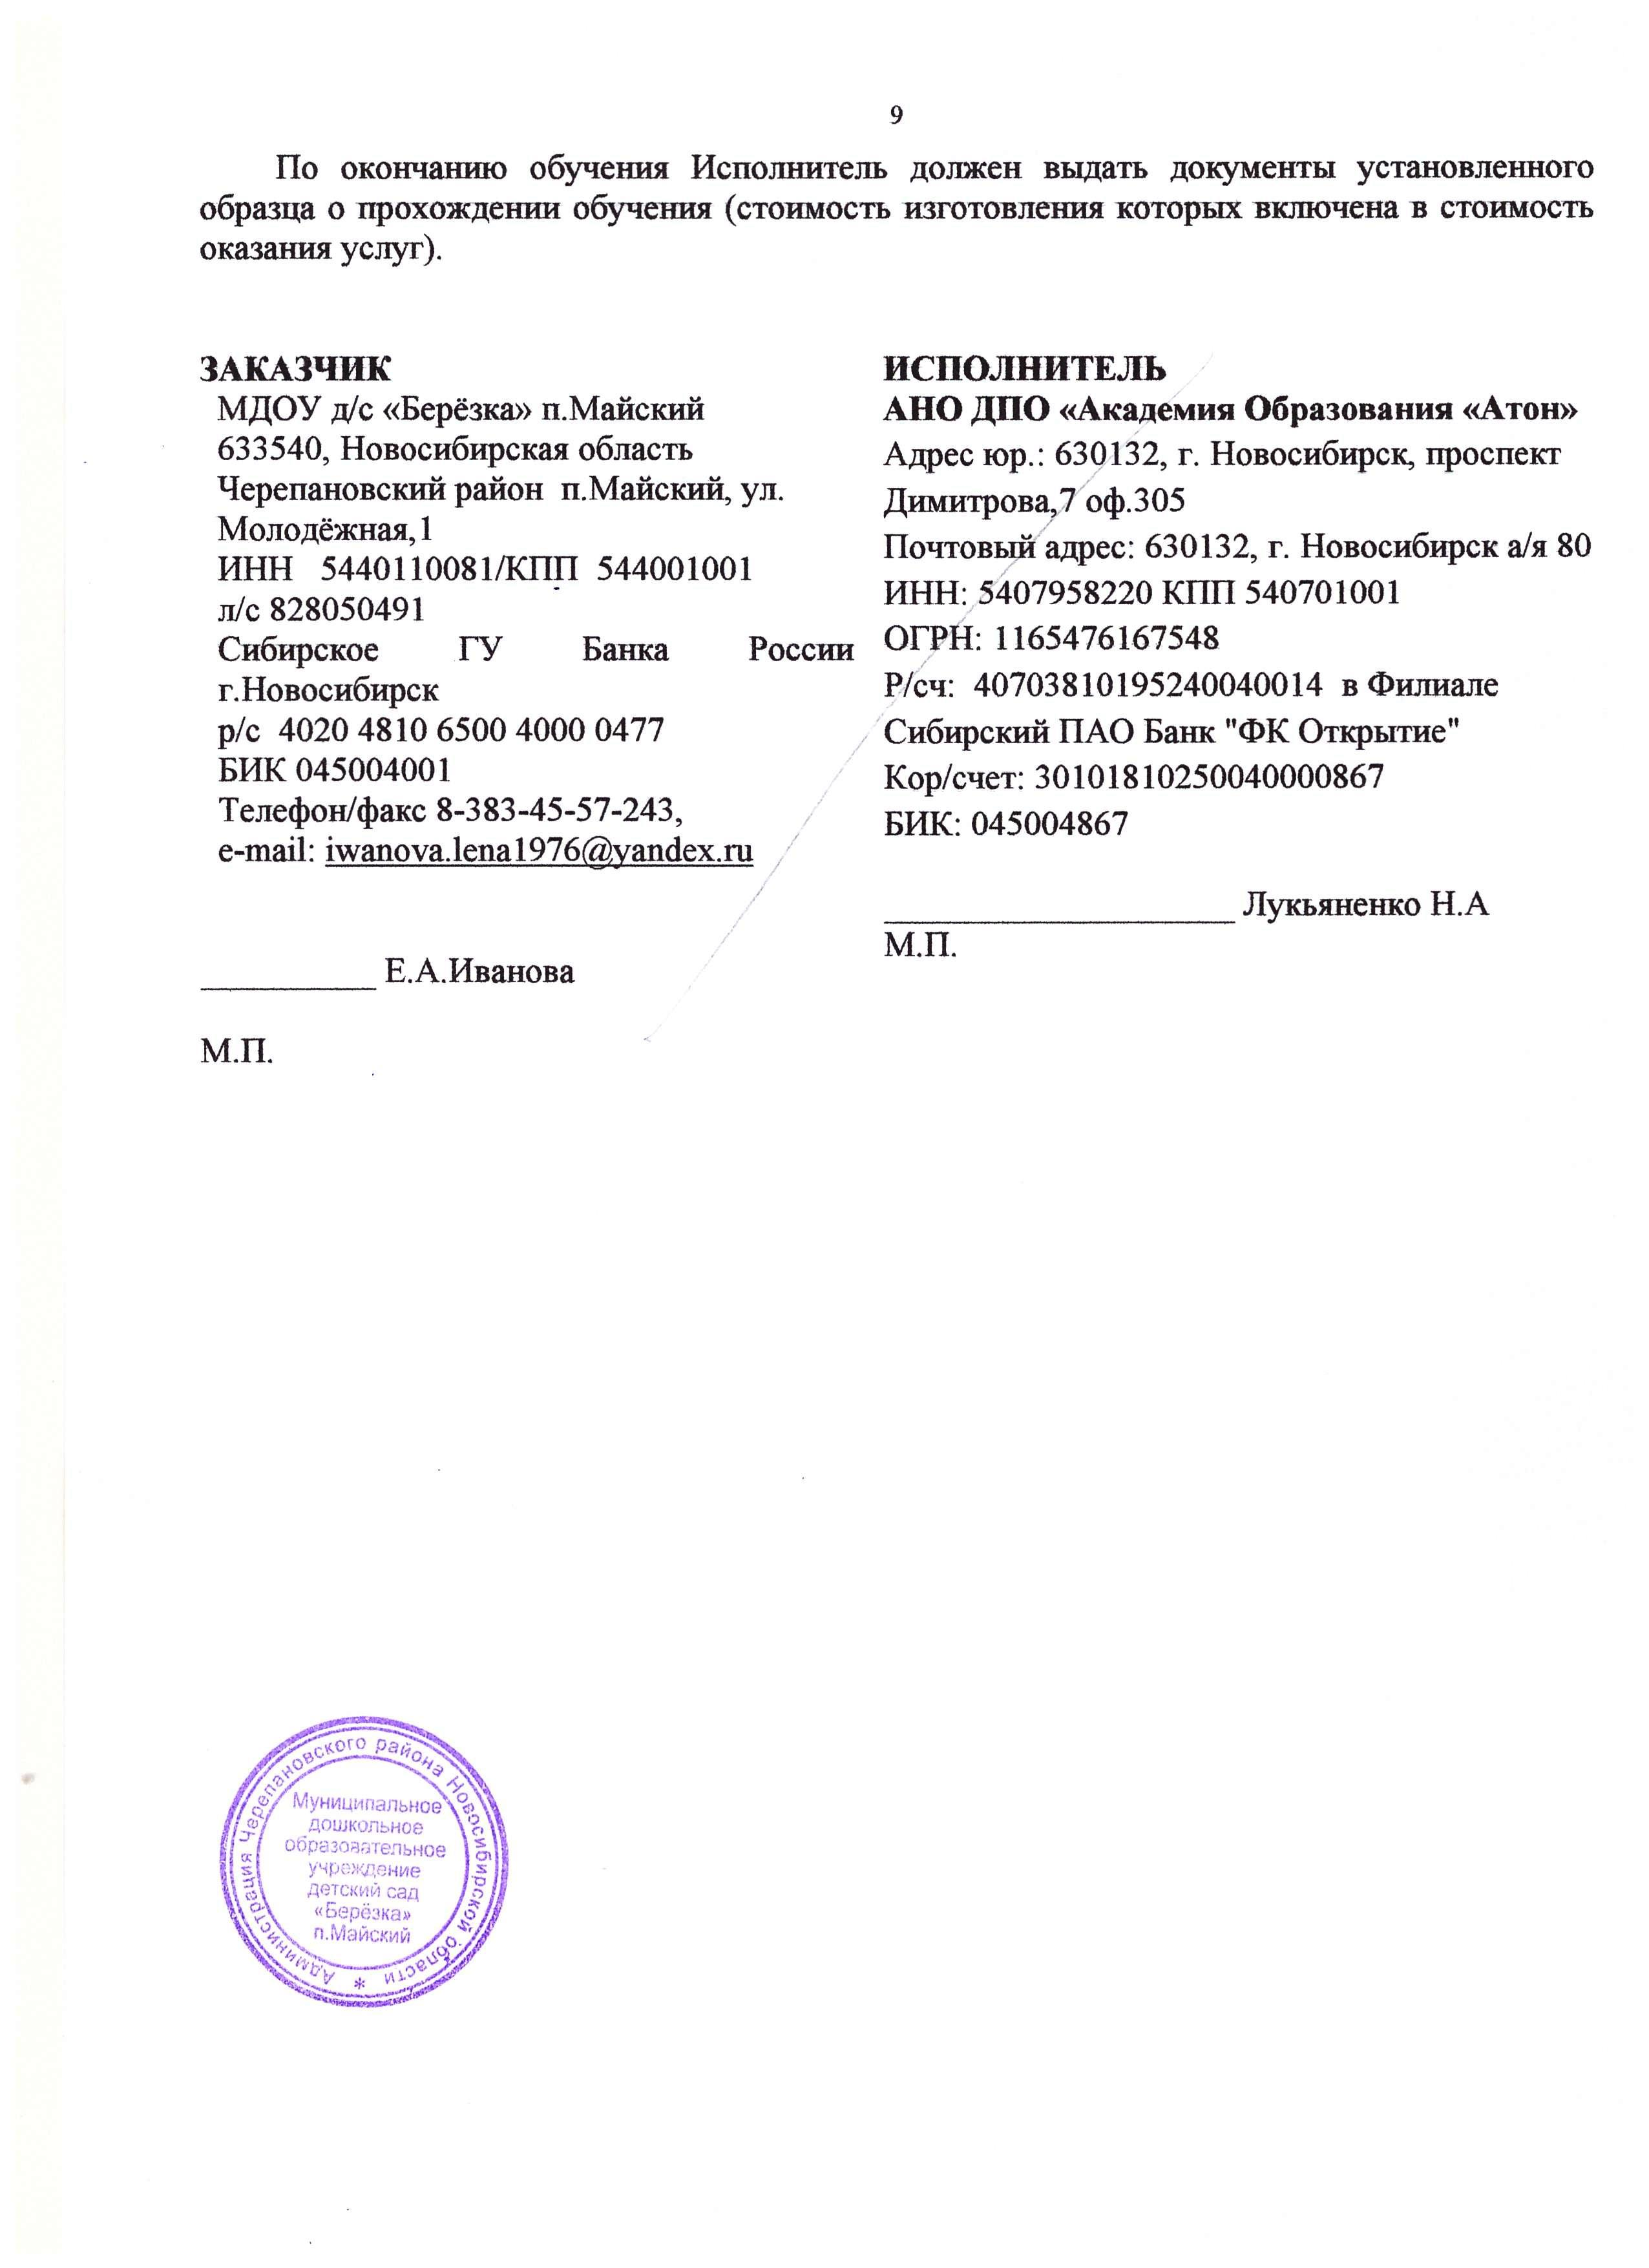 9
По окончанию обучения Исполнитель должен выдать документы установленного
образца о прохождении обучения (стоимость изготовления которых включена в стоимость
оказания услуг).
ЗАКАЗЧИК
МДОУ д/с «Берёзка» п.Майский
633540, Новосибирская область
Черепановский район п.Майский, ул.
Молодёжная,1
ИНН 5440110081/КПП 544001001
л/с 828050491
Сибирское ГУ Банка России
г.Новосибирск
р/с 4020 4810 6500 4000 0477
БИК 045004001
Телефон/факс 8-383-45-57-243,
e-mail: iwanova.lena1976@yandex.ru
___________ Е.А.Иванова
М.П.
ИСПОЛНИТЕЛЬ
АНО ДПО «Академия Образования «Атон»
Адрес юр.: 630132, г. Новосибирск, проспект
Димитрова,7 оф.305
Почтовый адрес: 630132, г. Новосибирск а/я 80
ИНН: 5407958220 КПП 540701001
ОГРН: 1165476167548
Р/сч: 40703810195240040014 в Филиале
Сибирский ПАО Банк "ФК Открытие"
Кор/счет: 30101810250040000867
БИК: 045004867
______________________ Лукьяненко Н.А
М.П.
Администрация Черепановского района Новосибирской области *
Муниципальное
дошкольное
образовательное
учреждение
детский сад
«Берёзка»
п.Майский